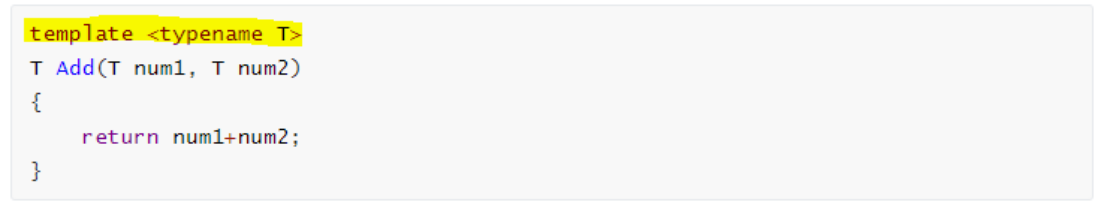 template <typename T>
T Add(T num1, T num2)
{
    return num1+num2;
}